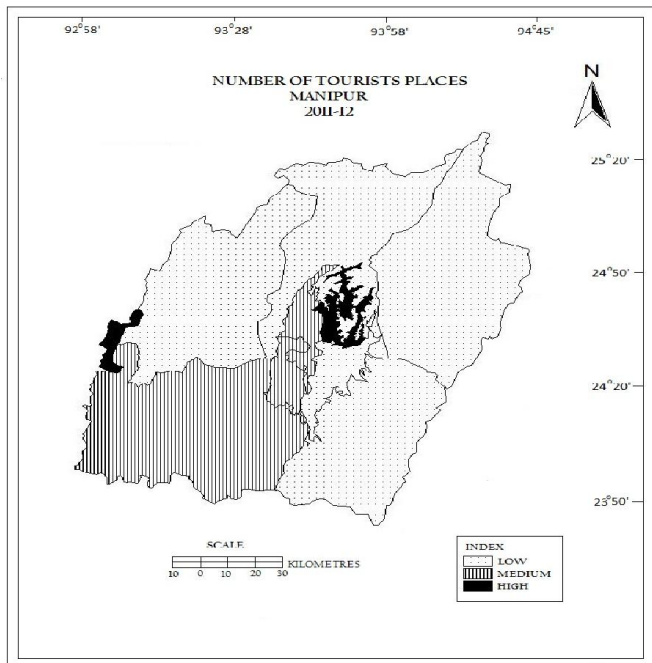 92°58' 93°28' 93°58' 94°45'
NUMBER OF TOURISTS PLACES
MANIPUR
2011-12
N
25°20'
24°50'
24°20'
23°50'
SCALE
KILOMETRES
10 0 10 20 30
INDEX
LOW
MEDIUM
HIGH